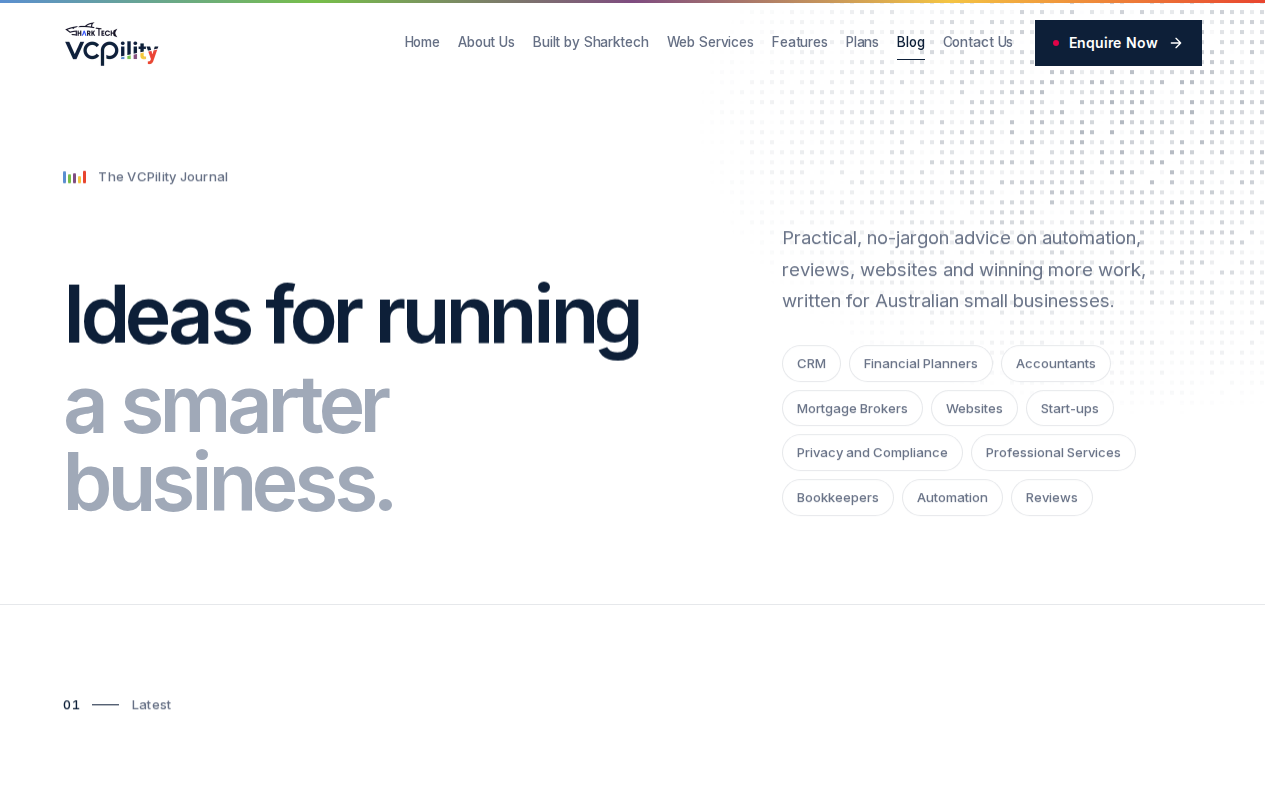 SHARK TECH
vcpility
Home About Us Built by Sharktech Web Services Features Plans Blog Contact Us Enquire Now
The VCPility Journal
Ideas for running
a smarter
business.
Practical, no-jargon advice on automation,
reviews, websites and winning more work,
written for Australian small businesses.
CRM Financial Planners Accountants
Mortgage Brokers Websites Start-ups
Privacy and Compliance Professional Services
Bookkeepers Automation Reviews
01 Latest